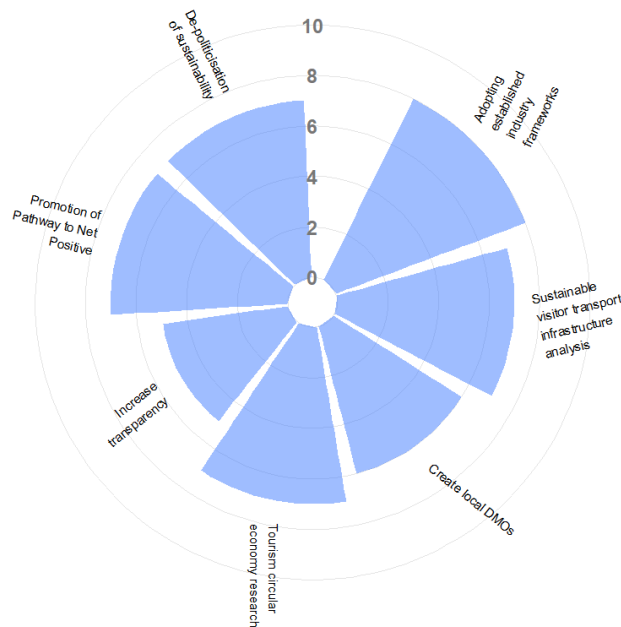 10
8
6
4
2
0
De-politicisation
of sustainability
Adopting
established
industry
frameworks
Sustainable
visitor transport
infrastructure
analysis
Create local DMOs
Tourism circular
economy research
Increase
transparency
Promotion of
Pathway to Net
Positive